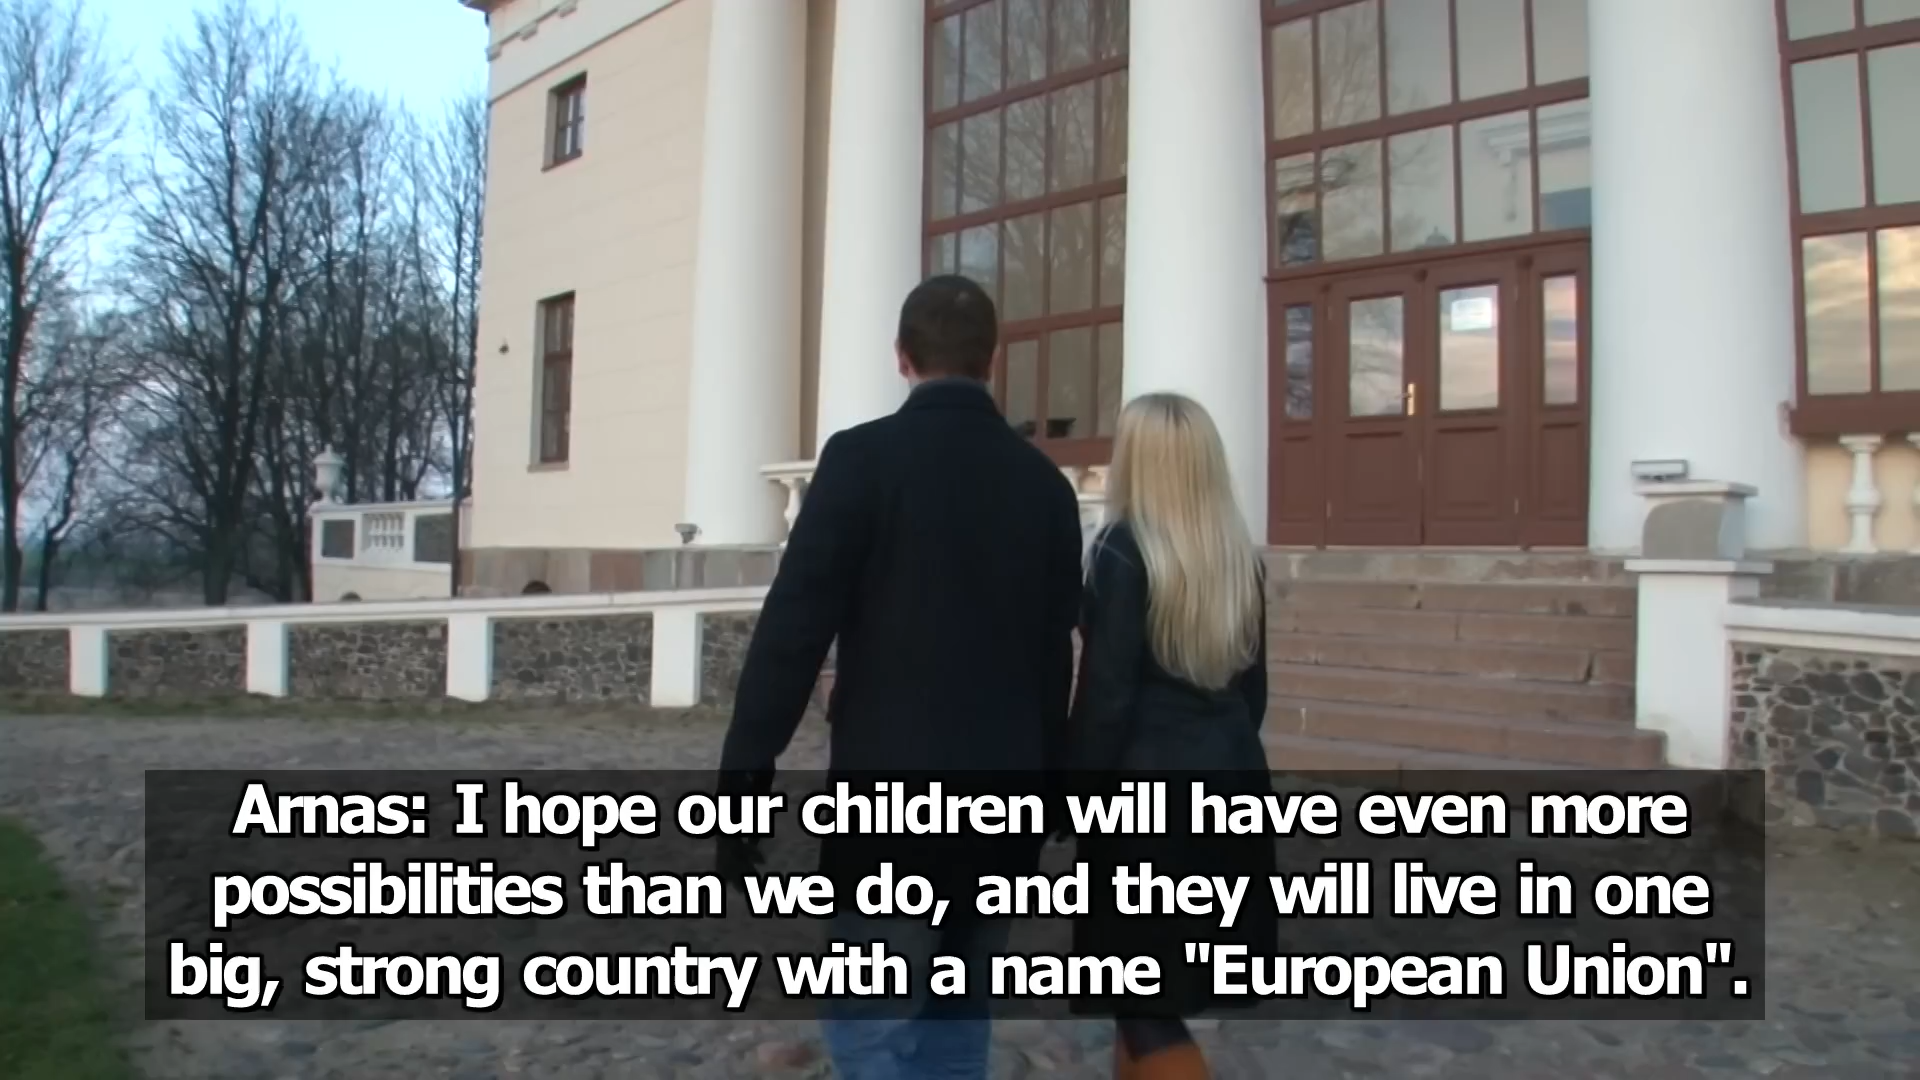 Arnas: I hope our children will have even more
possibilities than we do, and they will live in one
big, strong country with a name "European Union".